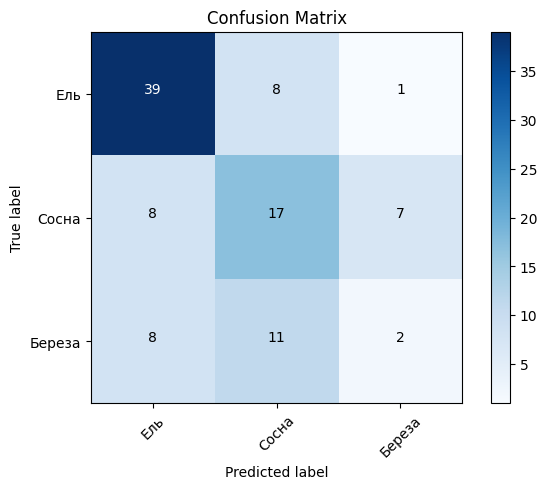 Confusion Matrix
True label
Ель
39
8
1
Сосна
8
17
7
Береза
8
11
2
Ель
Сосна
Береза
Predicted label
35
30
25
20
15
10
5